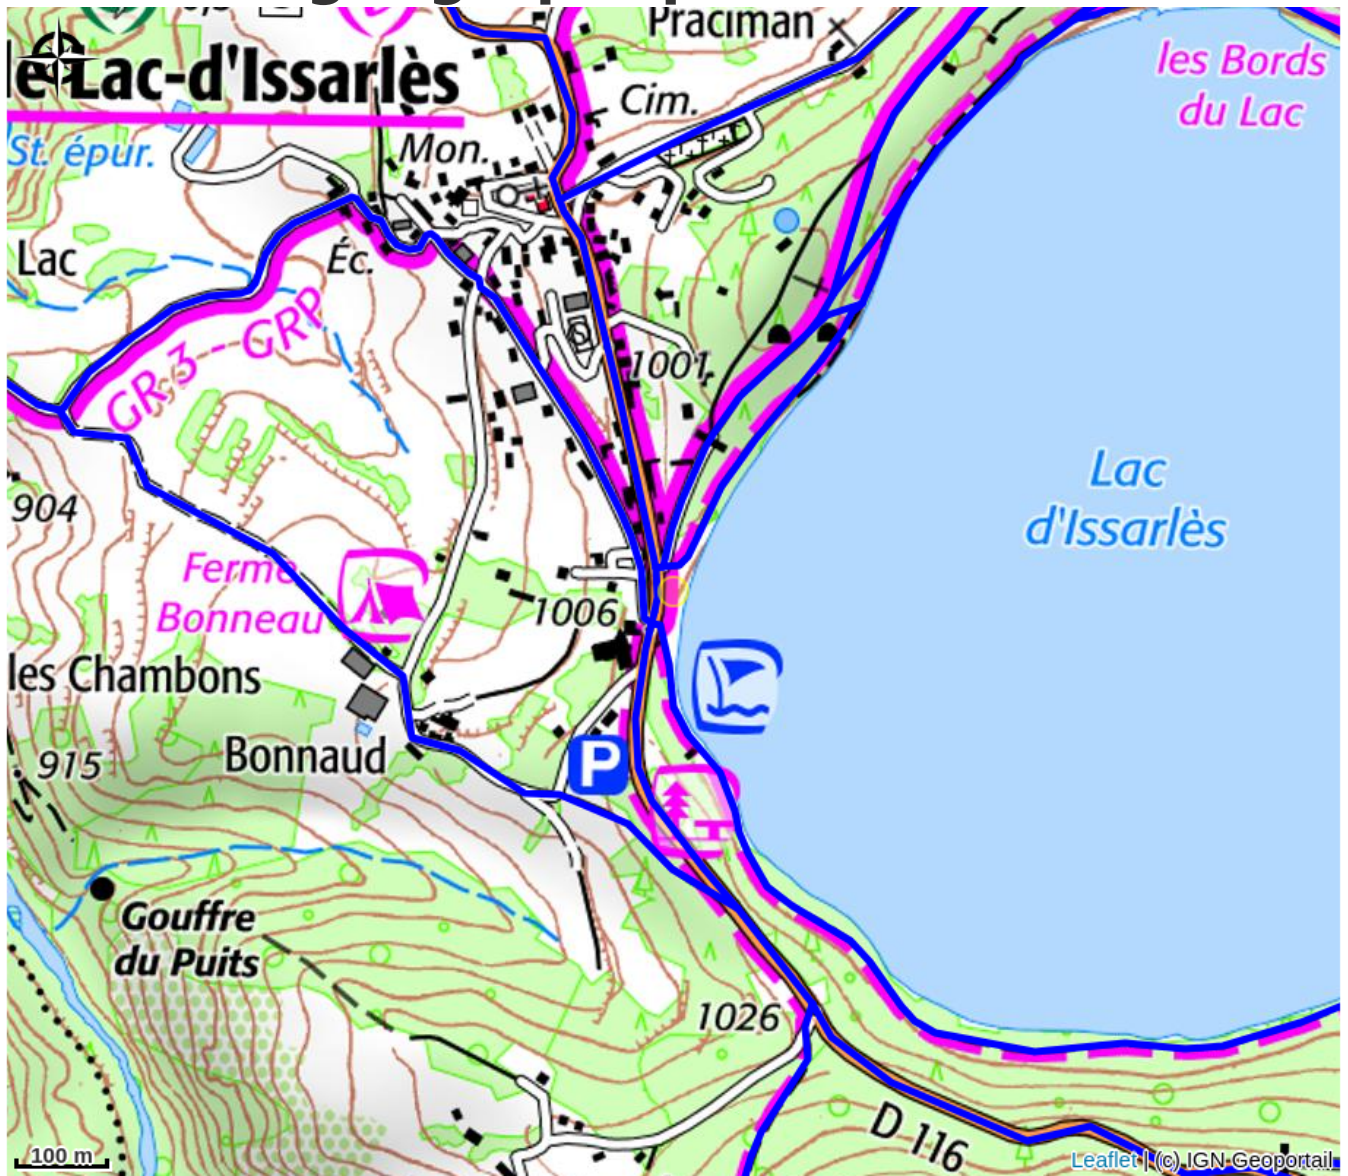 Praciman
les Bords
du Lac
le Lac-d'Issarlès
Cim.
St. épur.
Mon.
Lac
Éc.
GR 3 - GRP
1001
Lac
d'Issarlès
904
Ferme
Bonneau
1006
les Chambons
915
Bonnaud
P
Gouffre
du Puits
1026
D 116
100 m
Leaflet | (c) IGN Geoportail